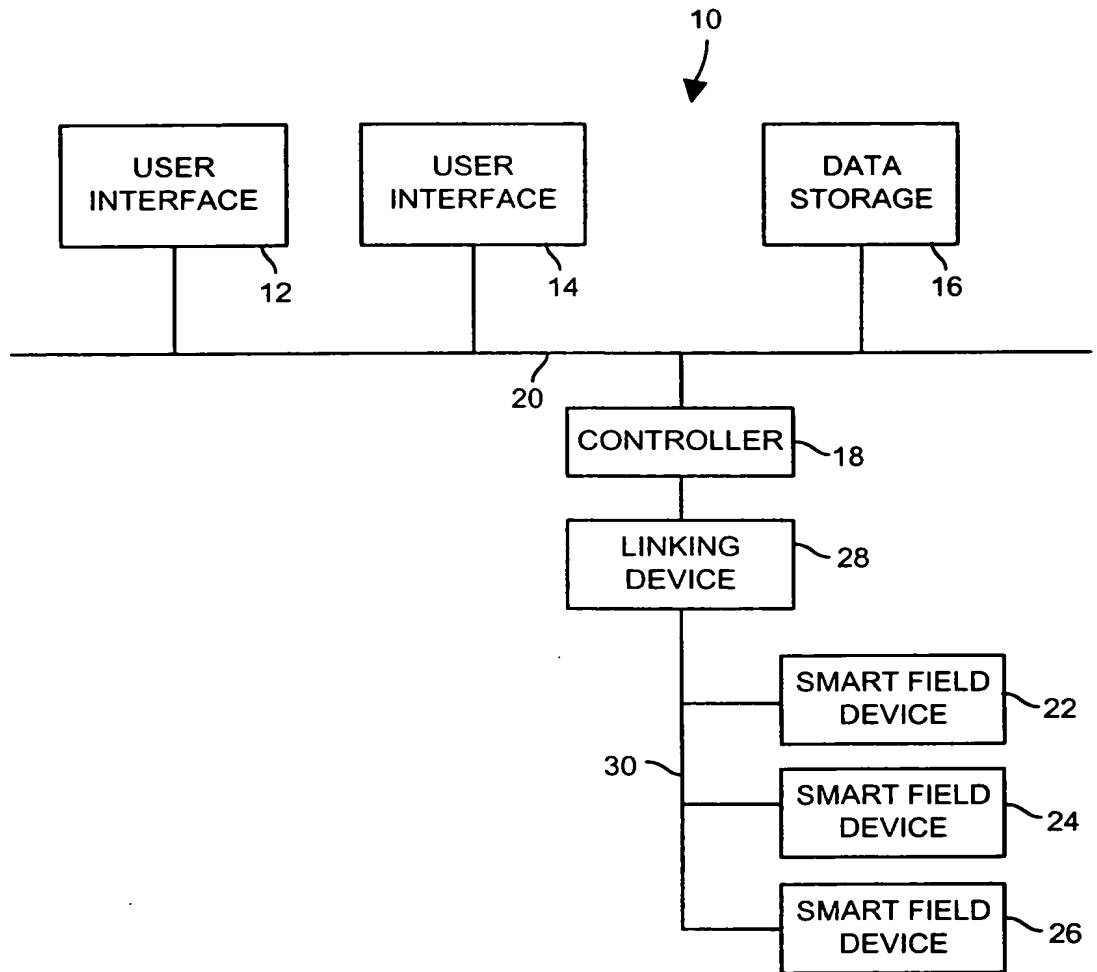 10
USER
INTERFACE
12
USER
INTERFACE
14
DATA
STORAGE
16
20
CONTROLLER
18
LINKING
DEVICE
28
SMART FIELD
DEVICE
22
30
SMART FIELD
DEVICE
24
SMART FIELD
DEVICE
26